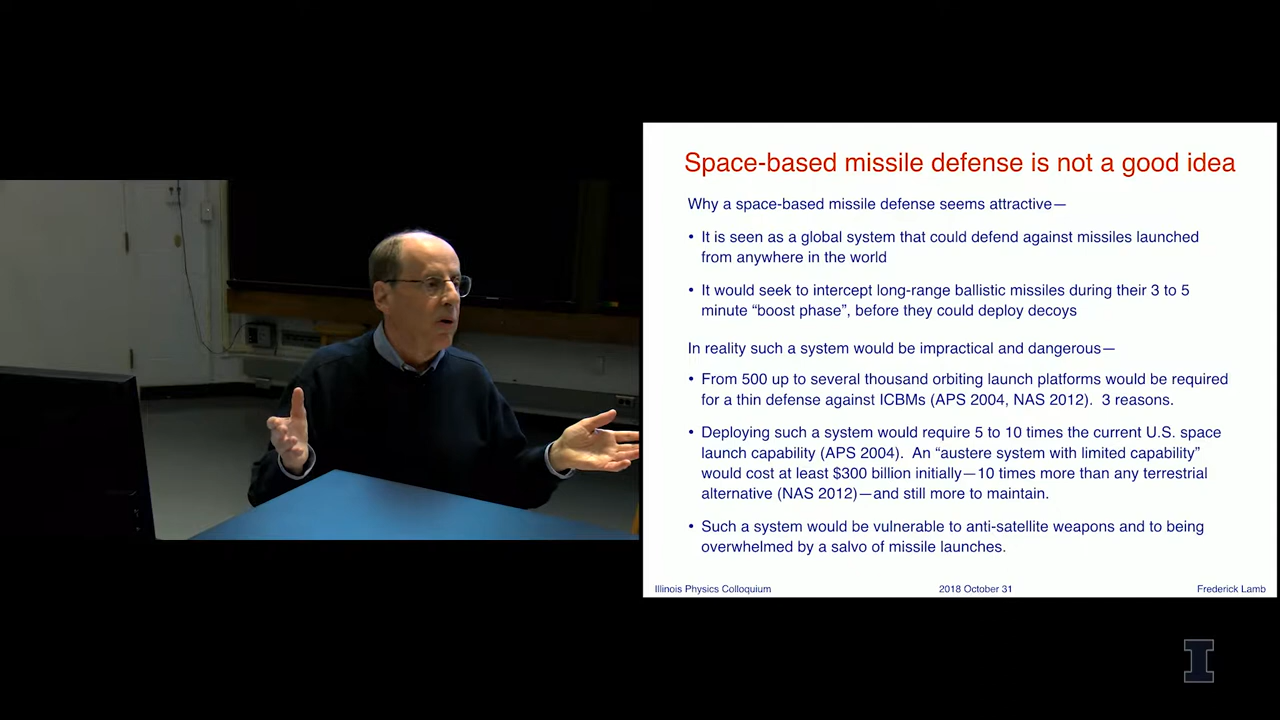 Space-based missile defense is not a good idea
Why a space-based missile defense seems attractive—
• It is seen as a global system that could defend against missiles launched
from anywhere in the world
• It would seek to intercept long-range ballistic missiles during their 3 to 5
minute “boost phase”, before they could deploy decoys
In reality such a system would be impractical and dangerous—
• From 500 up to several thousand orbiting launch platforms would be required
for a thin defense against ICBMs (APS 2004, NAS 2012).  3 reasons.
• Deploying such a system would require 5 to 10 times the current U.S. space
launch capability (APS 2004).  An “austere system with limited capability”
would cost at least $300 billion initially—10 times more than any terrestrial
alternative (NAS 2012)—and still more to maintain.
• Such a system would be vulnerable to anti-satellite weapons and to being
overwhelmed by a salvo of missile launches.
Illinois Physics Colloquium
2018 October 31
Frederick Lamb
I